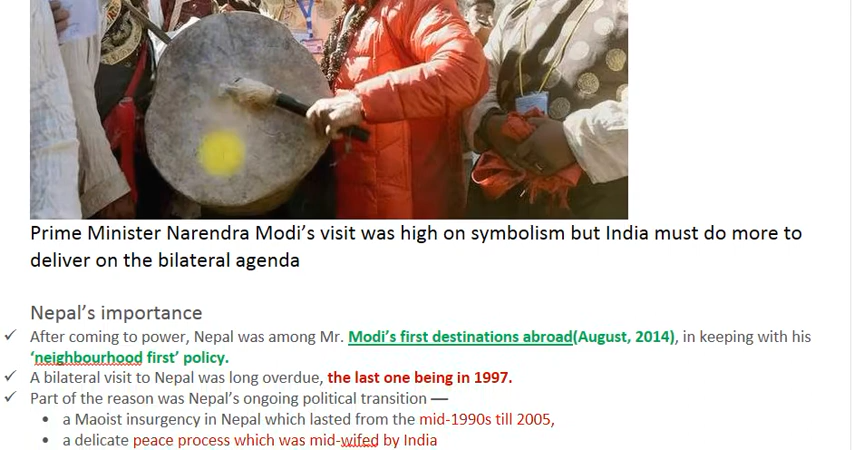 Prime Minister Narendra Modi's visit was high on symbolism but India must do more to
deliver on the bilateral agenda
Nepal's importance
✓ After coming to power, Nepal was among Mr. Modi's first destinations abroad(August, 2014), in keeping with his
'neighbourhood first' policy.
✓ A bilateral visit to Nepal was long overdue, the last one being in 1997.
✓ Part of the reason was Nepal's ongoing political transition —
• a Maoist insurgency in Nepal which lasted from the mid-1990s till 2005,
• a delicate peace process which was mid-wifed by India